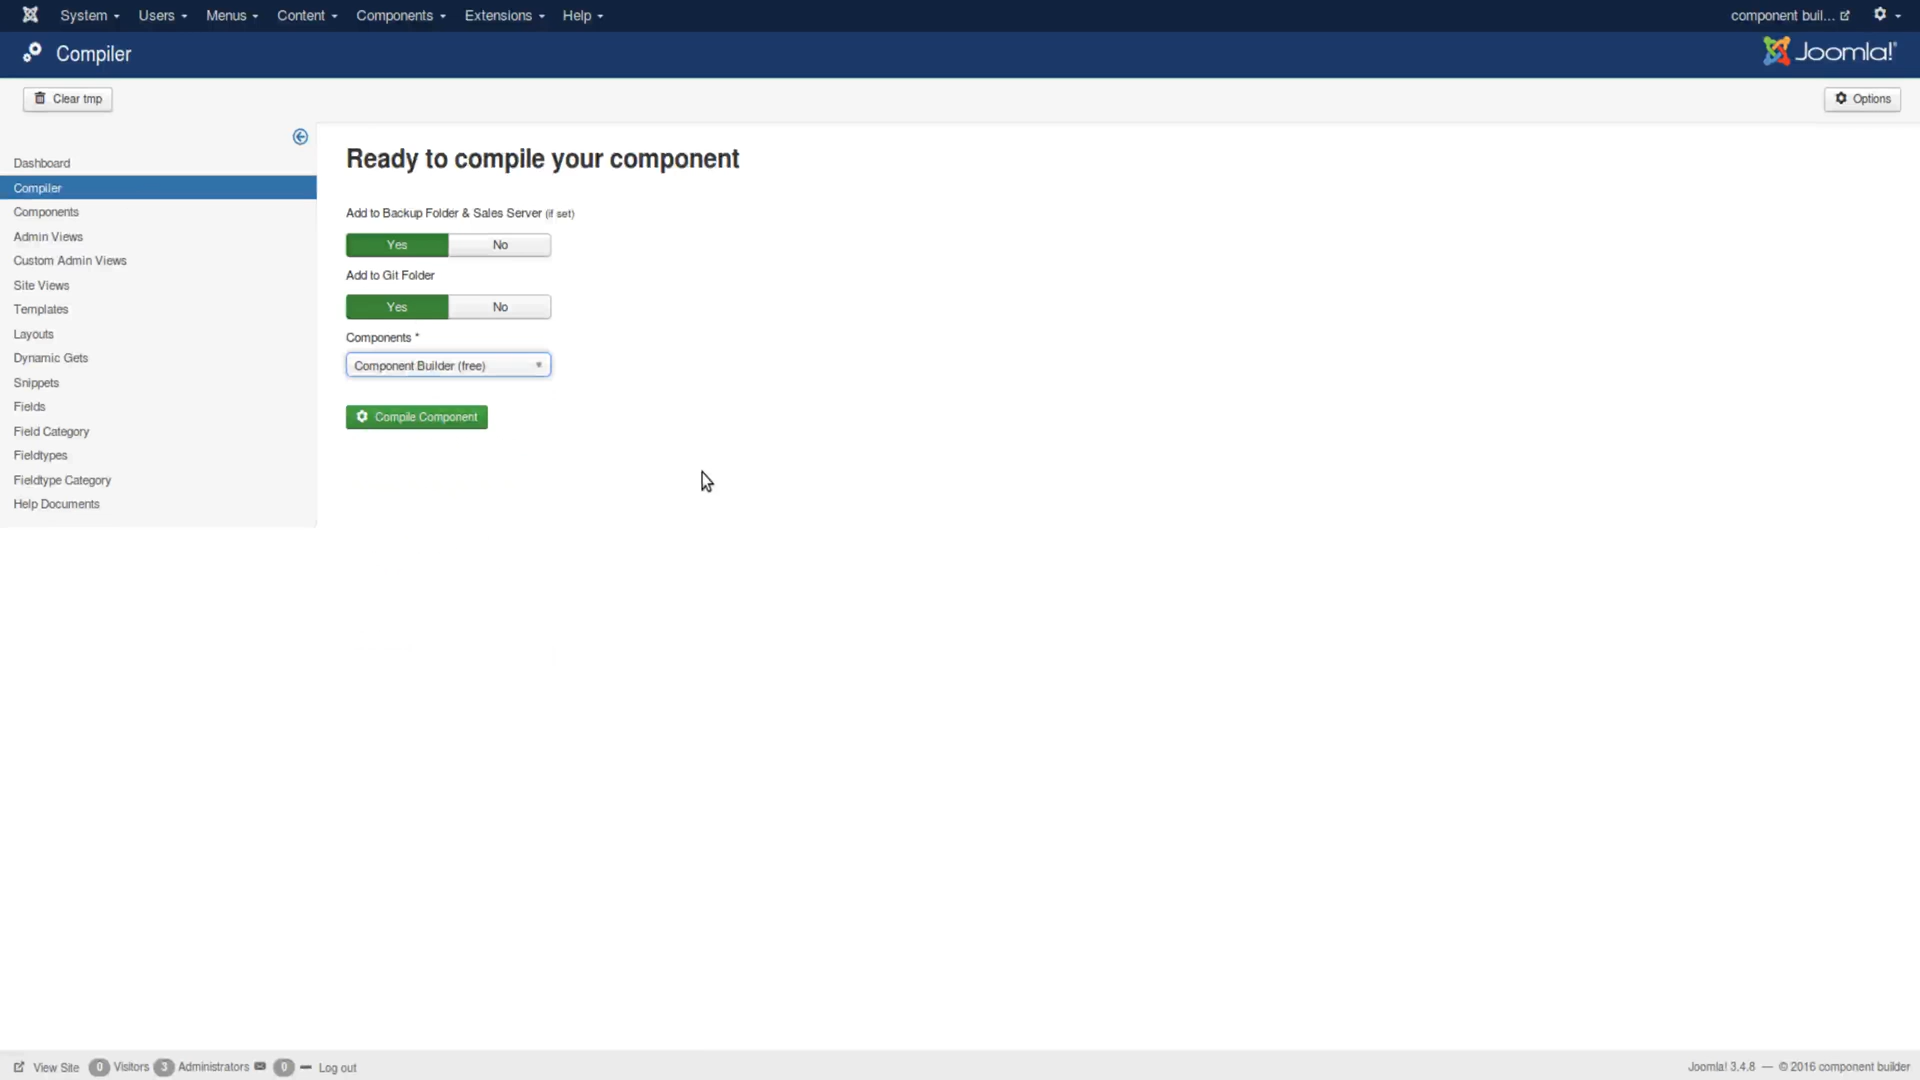 System Users Menus Content Components Extensions Help component buil...
Compiler Joomla!®
Clear tmp Options
Dashboard
Compiler
Components
Admin Views
Custom Admin Views
Site Views
Templates
Layouts
Dynamic Gets
Snippets
Fields
Field Category
Fieldtypes
Fieldtype Category
Help Documents
Ready to compile your component
Add to Backup Folder & Sales Server (if set)
Yes No
Add to Git Folder
Yes No
Components *
Component Builder (free)
Compile Component
View Site 0 Visitors 3 Administrators 0 Log out Joomla! 3.4.8 — © 2016 component builder